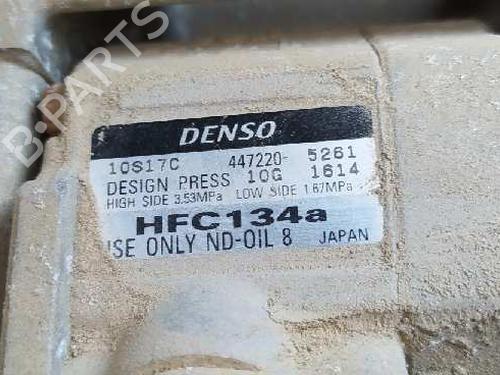 B-PARTS
DENSO
10S17C 447220- 5261
DESIGN PRESS 10G 1614
HIGH SIDE 3.53MPa LOW SIDE 1.67MPa
HFC134a
USE ONLY ND-OIL 8 JAPAN